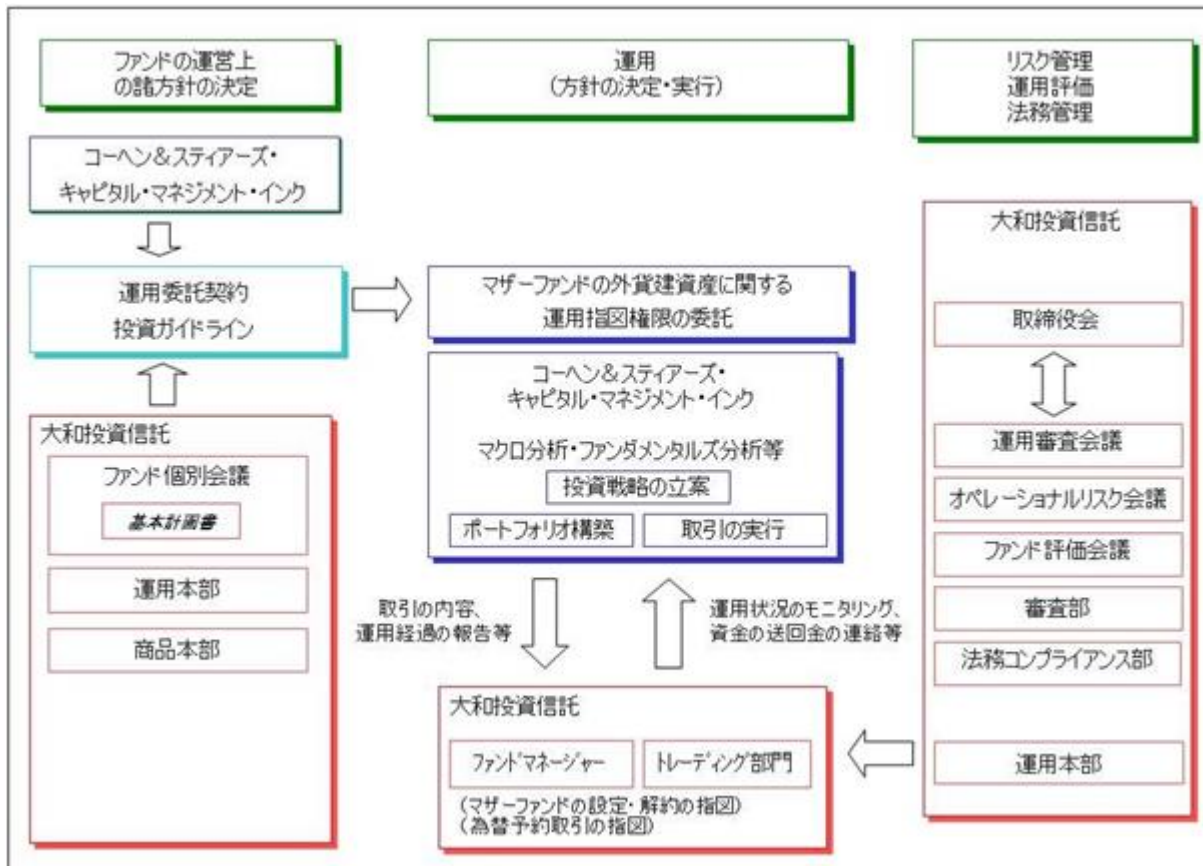 ファンドの運営上
の諸方針の決定
運用
(方針の決定・実行)
リスク管理
運用評価
法務管理
コーヘン＆スティアーズ・
キャピタル・マネジメント・インク
運用委託契約
投資ガイドライン
大和投資信託
ファンド個別会議
基本計画書
運用本部
商品本部
マザーファンドの外貨建資産に関する
運用指図権限の委託
コーヘン＆スティアーズ・
キャピタル・マネジメント・インク
マクロ分析・ファンダメンタルズ分析等
投資戦略の立案
ポートフォリオ構築
取引の実行
取引の内容、
運用経過の報告等
運用状況のモニタリング、
資金の送回金の連絡等
大和投資信託
ファンドマネージャー
トレーディング部門
(マザーファンドの設定・解約の指図)
(為替予約取引の指図)
大和投資信託
取締役会
運用審査会議
オペレーショナルリスク会議
ファンド評価会議
審査部
法務コンプライアンス部
運用本部